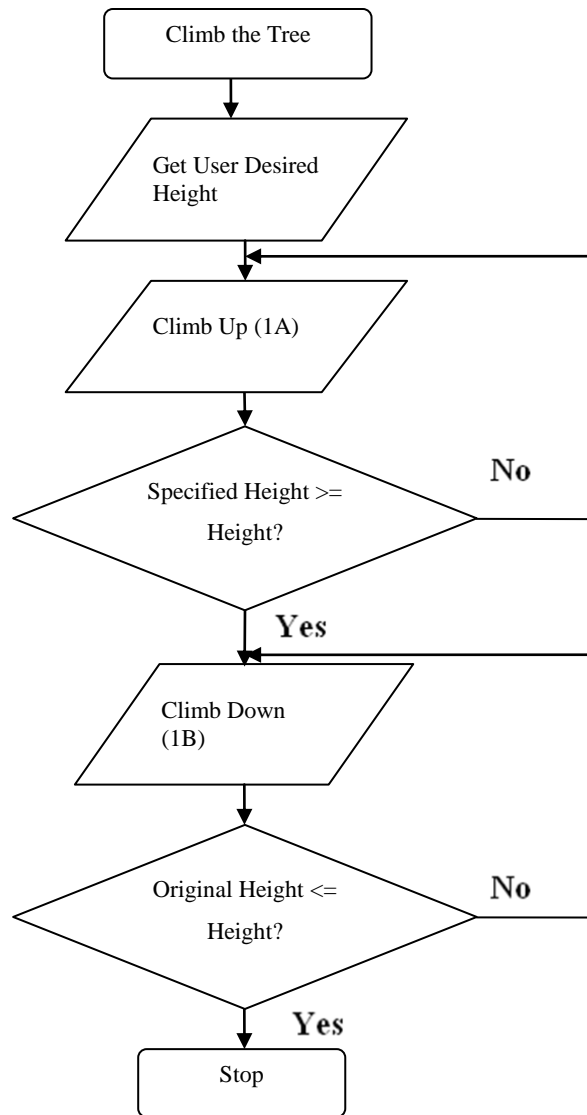 Climb the Tree
Get User Desired
Height
Climb Up (1A)
Specified Height >=
Height?
No
Yes
Climb Down
(1B)
Original Height <=
Height?
No
Yes
Stop